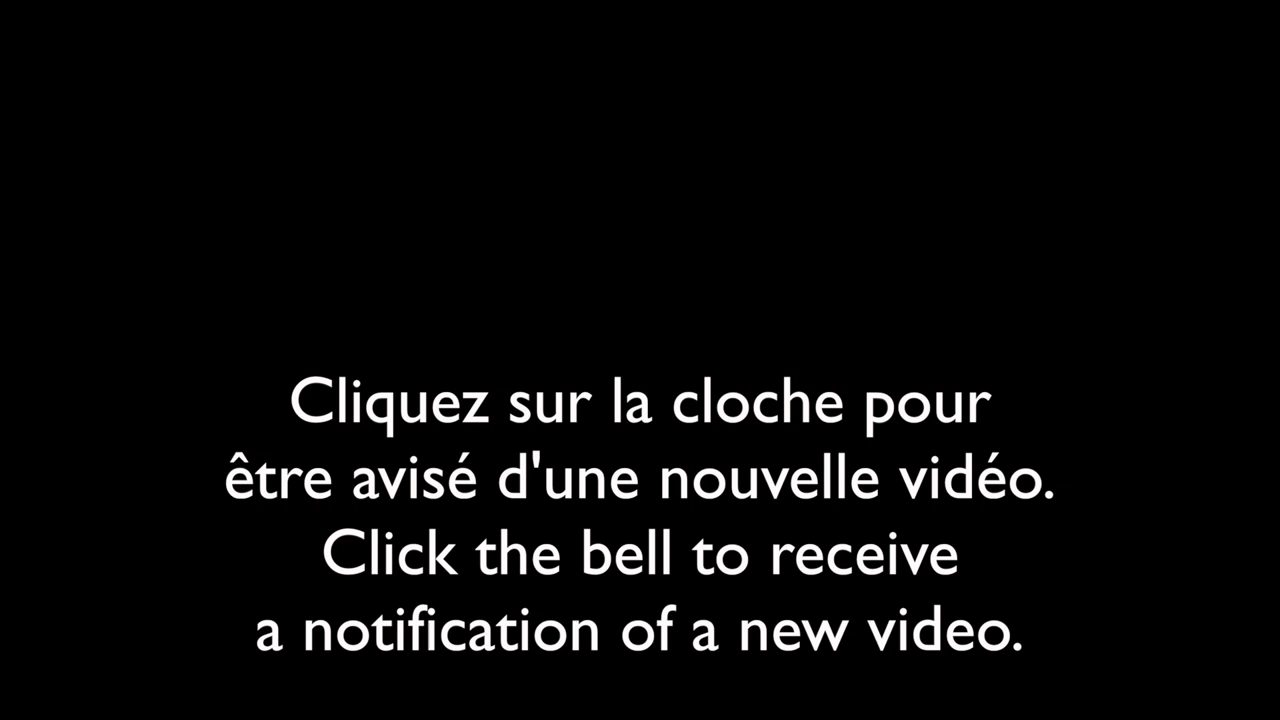 Cliquez sur la cloche pour
être avisé d'une nouvelle vidéo.
Click the bell to receive
a notification of a new video.